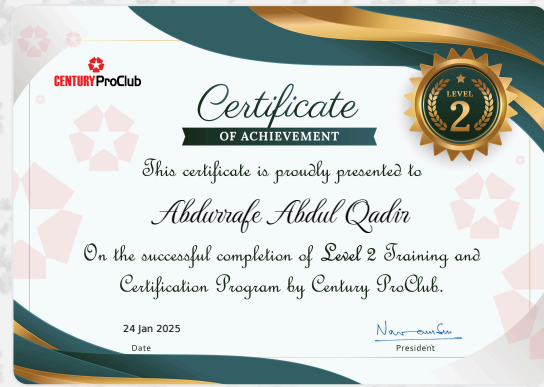 CENTURY ProClub
LEVEL
2
Certificate
OF ACHIEVEMENT
This certificate is proudly presented to
Abdurrafe Abdul Qadir
On the successful completion of Level 2 Training and
Certification Program by Century ProClub.
24 Jan 2025
Date
President